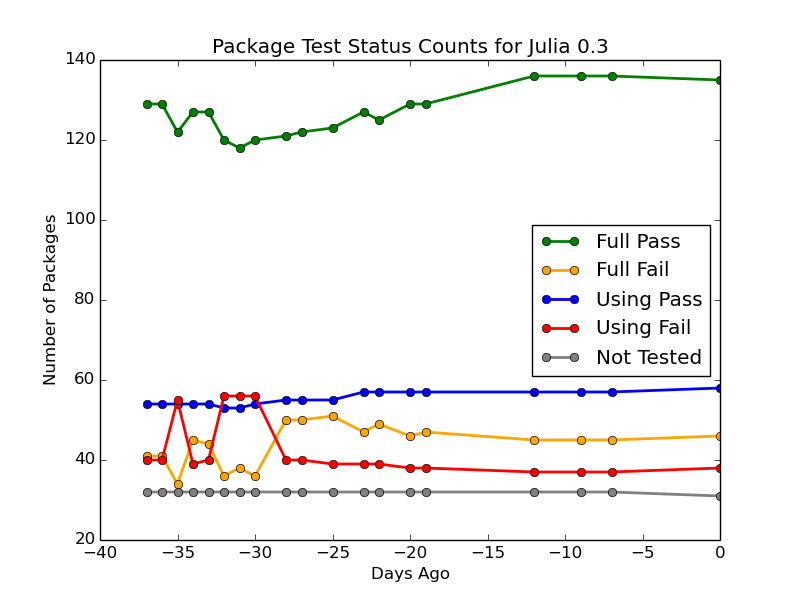 Package Test Status Counts for Julia 0.3
140
120
100
80
60
40
20
Number of Packages
Full Pass
Full Fail
Using Pass
Using Fail
Not Tested
−40 −35 −30 −25 −20 −15 −10 −5 0
Days Ago